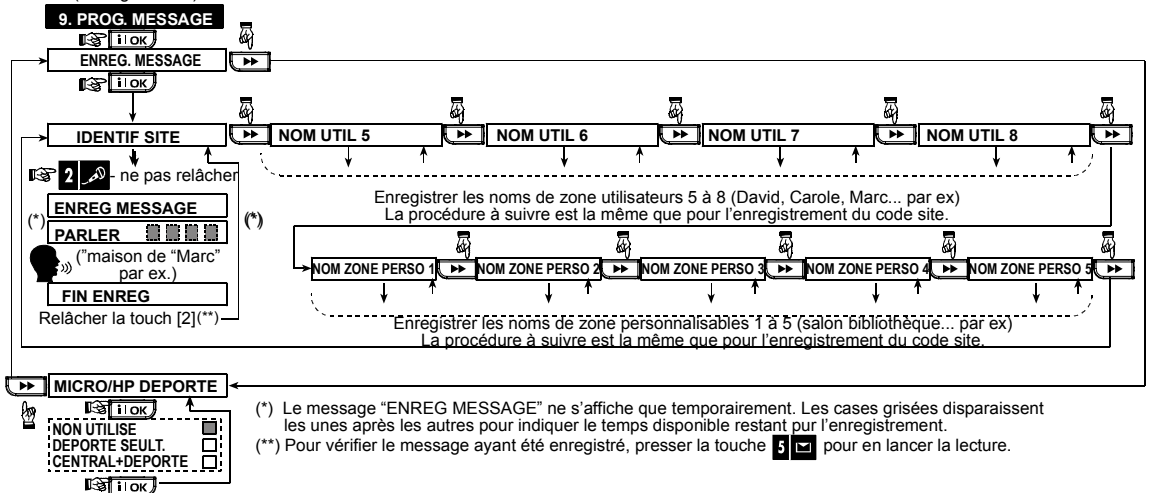 9. PROG. MESSAGE
i OK
ENREG. MESSAGE
i OK
IDENTIF SITE
NOM UTIL 5
NOM UTIL 6
NOM UTIL 7
NOM UTIL 8
2 - ne pas relâcher
Enregistrer les noms de zone utilisateurs 5 à 8 (David, Carole, Marc... par ex)
La procédure à suivre est la même que pour l'enregistrement du code site.
ENREG MESSAGE
(*)
(*)
PARLER
("maison de "Marc"
par ex.)
FIN ENREG
Relâcher la touch [2](**)
NOM ZONE PERSO 1
NOM ZONE PERSO 2
NOM ZONE PERSO 3
NOM ZONE PERSO 4
NOM ZONE PERSO 5
Enregistrer les noms de zone personnalisables 1 à 5 (salon bibliothèque... par ex)
La procédure à suivre est la même que pour l'enregistrement du code site.
MICRO/HP DEPORTE
i OK
NON UTILISE
DEPORTE SEULT.
CENTRAL+DEPORTE
i OK
(*) Le message "ENREG MESSAGE" ne s'affiche que temporairement. Les cases grisées disparaissent
les unes après les autres pour indiquer le temps disponible restant pur l'enregistrement.
(**) Pour vérifier le message ayant été enregistré, presser la touche 5 pour en lancer la lecture.